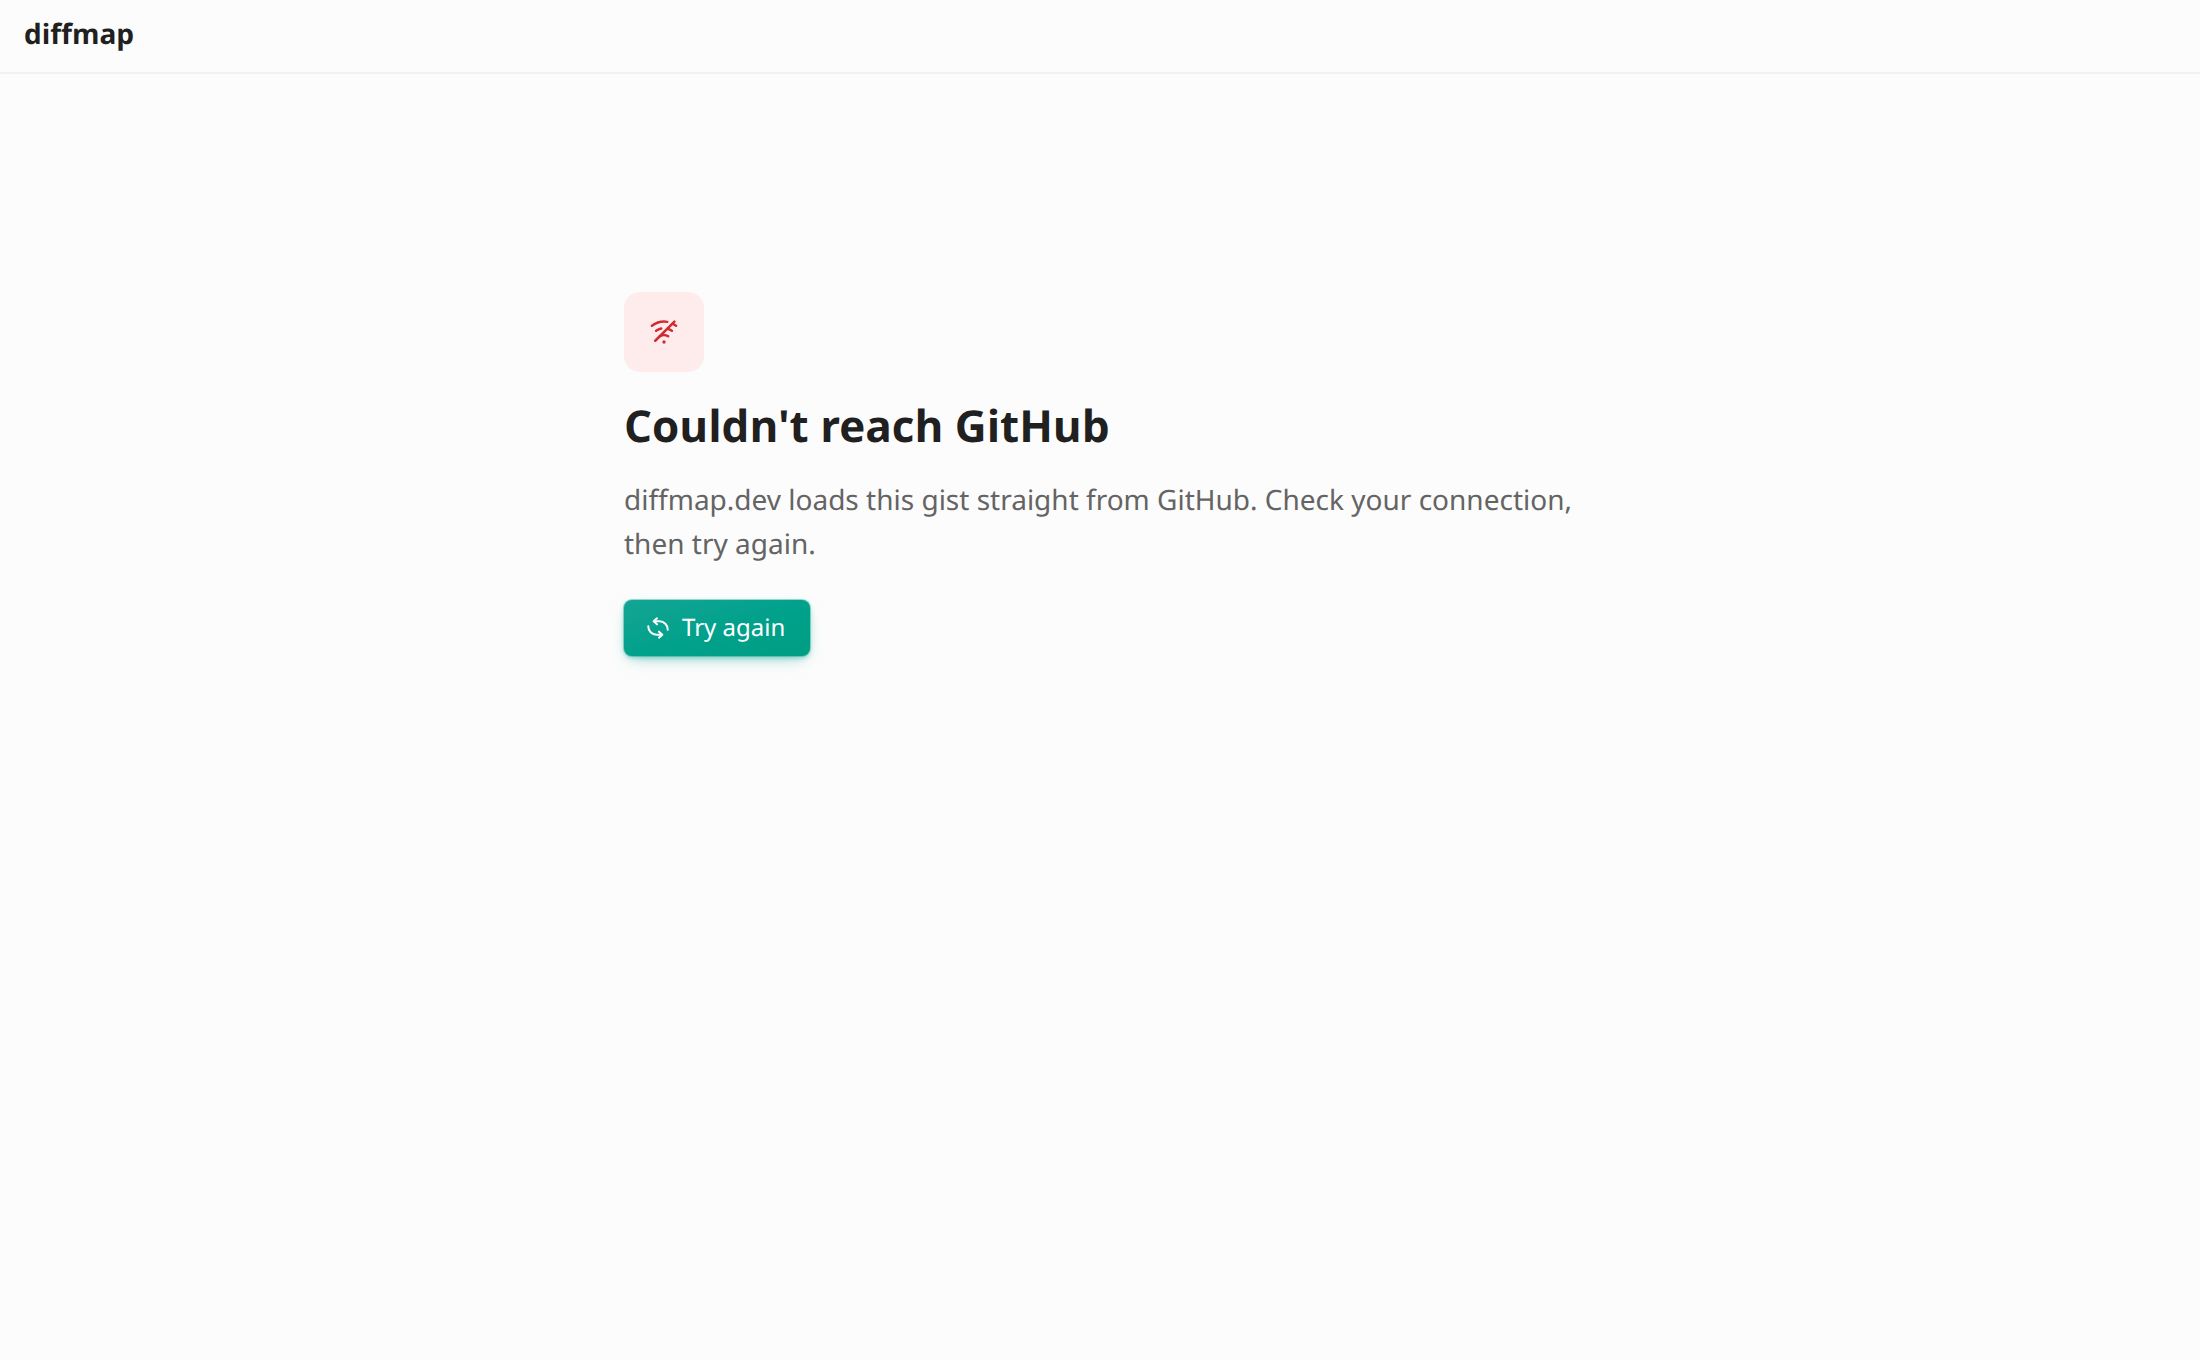 diffmap
Couldn't reach GitHub
diffmap.dev loads this gist straight from GitHub. Check your connection,
then try again.
Try again